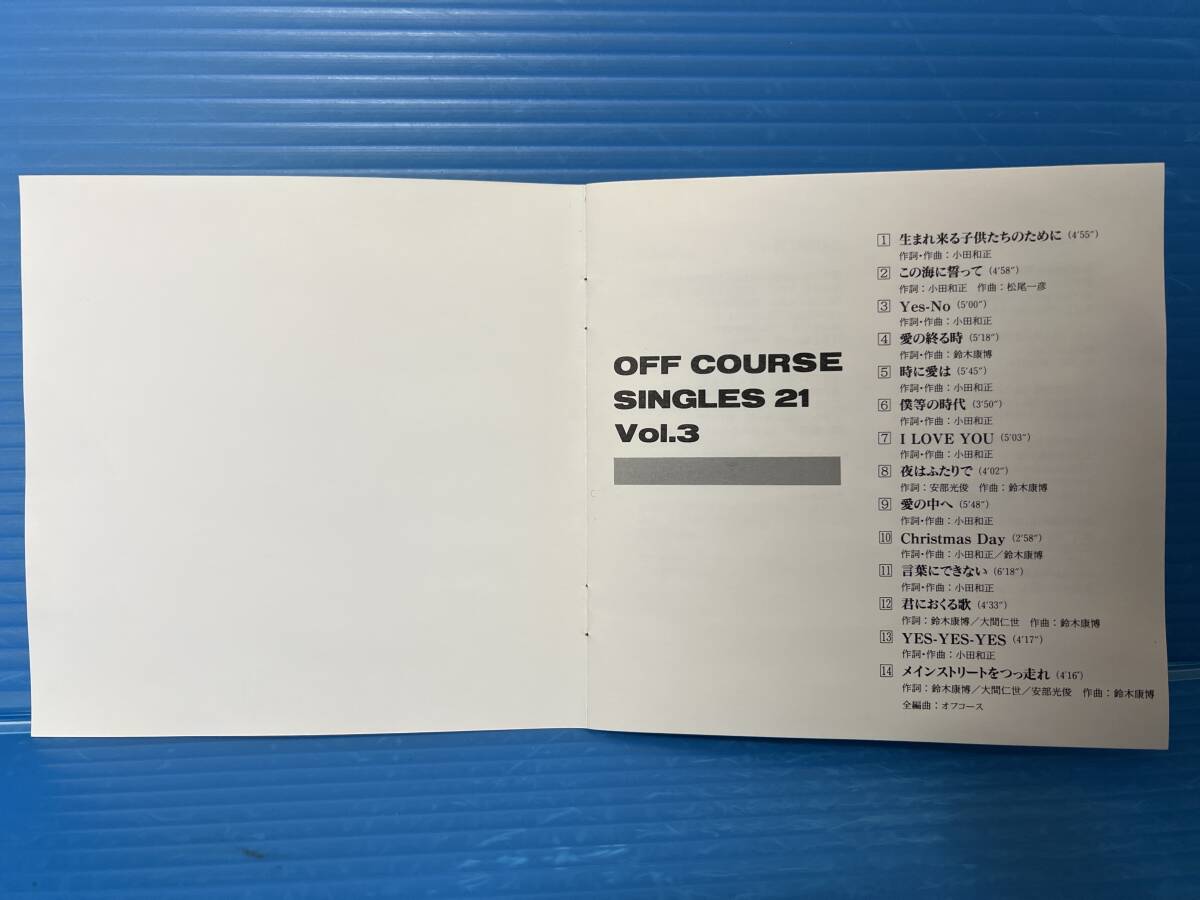 OFF COURSE
SINGLES 21
Vol.3
1 生まれ来る子供たちのために (4'55")
作詞・作曲：小田和正
2 この海に誓って (4'58")
作詞：小田和正 作曲：松尾一彦
3 Yes-No (5'00")
作詞・作曲：小田和正
4 愛の終る時 (5'18")
作詞・作曲：鈴木康博
5 時に愛は (5'45")
作詞・作曲：小田和正
6 僕等の時代 (3'50")
作詞・作曲：小田和正
7 I LOVE YOU (5'03")
作詞・作曲：小田和正
8 夜はふたりで (4'02")
作詞：安部光俊 作曲：鈴木康博
9 愛の中へ (5'48")
作詞・作曲：小田和正
10 Christmas Day (2'58")
作詞・作曲：小田和正／鈴木康博
11 言葉にできない (6'18")
作詞・作曲：小田和正
12 君におくる歌 (4'33")
作詞：鈴木康博／大間仁世 作曲：鈴木康博
13 YES-YES-YES (4'17")
作詞・作曲：小田和正
14 メインストリートをつっ走れ (4'16")
作詞：鈴木康博／大間仁世／安部光俊 作曲：鈴木康博
全編曲：オフコース